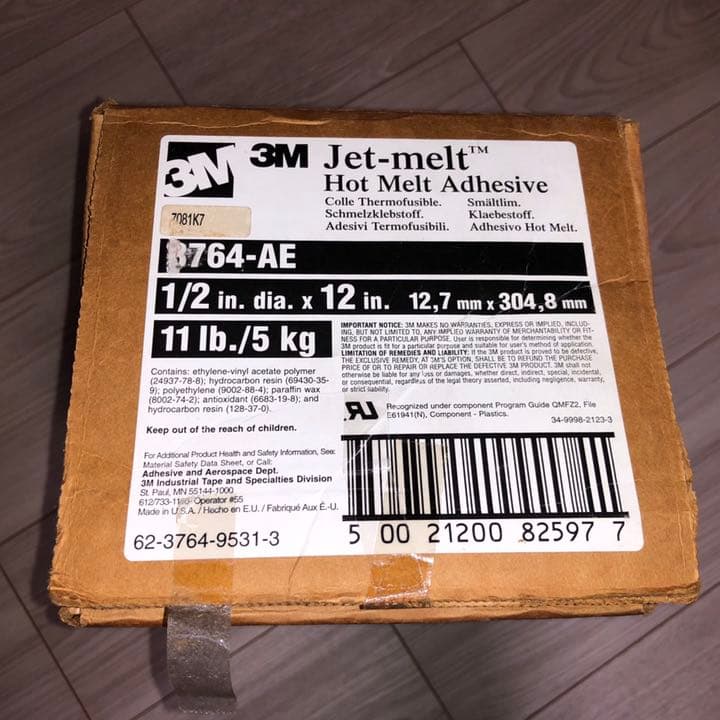 3M
3M Jet-melt™
Hot Melt Adhesive
Colle Thermofusible. Smältlim.
Schmelzklebstoff. Klaebestoff.
Adesivi Termofusibili. Adhesivo Hot Melt.
7081K7
3764-AE
1/2 in. dia. x 12 in. 12,7 mm x 304,8 mm
11 lb./5 kg
IMPORTANT NOTICE: 3M MAKES NO WARRANTIES, EXPRESS OR IMPLIED, INCLUD-
ING, BUT NOT LIMITED TO, ANY IMPLIED WARRANTY OF MERCHANTABILITY OR FIT-
NESS FOR A PARTICULAR PURPOSE. User is responsible for determining whether the
3M product is fit for a particular purpose and suitable for user's method of application.
LIMITATION OF REMEDIES AND LIABILITY: If the 3M product is proved to be defective,
THE EXCLUSIVE REMEDY, AT 3M'S OPTION, SHALL BE TO REFUND THE PURCHASE
PRICE OF OR TO REPAIR OR REPLACE THE DEFECTIVE 3M PRODUCT. 3M shall not
otherwise be liable for any loss or damages, whether direct, indirect, special, incidental,
or consequential, regardless of the legal theory asserted, including negligence, warranty,
or strict liability.
Contains: ethylene-vinyl acetate polymer
(24937-78-8); hydrocarbon resin (69430-35-
9); polyethylene (9002-88-4); paraffin wax
(8002-74-2); antioxidant (6683-19-8); and
hydrocarbon resin (128-37-0).
Keep out of the reach of children.
Recognized under component Program Guide QMFZ2, File
E61941(N), Component - Plastics.
34-9998-2123-3
For Additional Product Health and Safety Information, See:
Material Safety Data Sheet, or Call:
Adhesive and Aerospace Dept.
3M Industrial Tape and Specialties Division
St. Paul, MN 55144-1000
Operator #55
Made in U.S.A. / Hecho en E.U. / Fabriqué Aux É.-U.
62-3764-9531-3
5 00 21200 82597 7